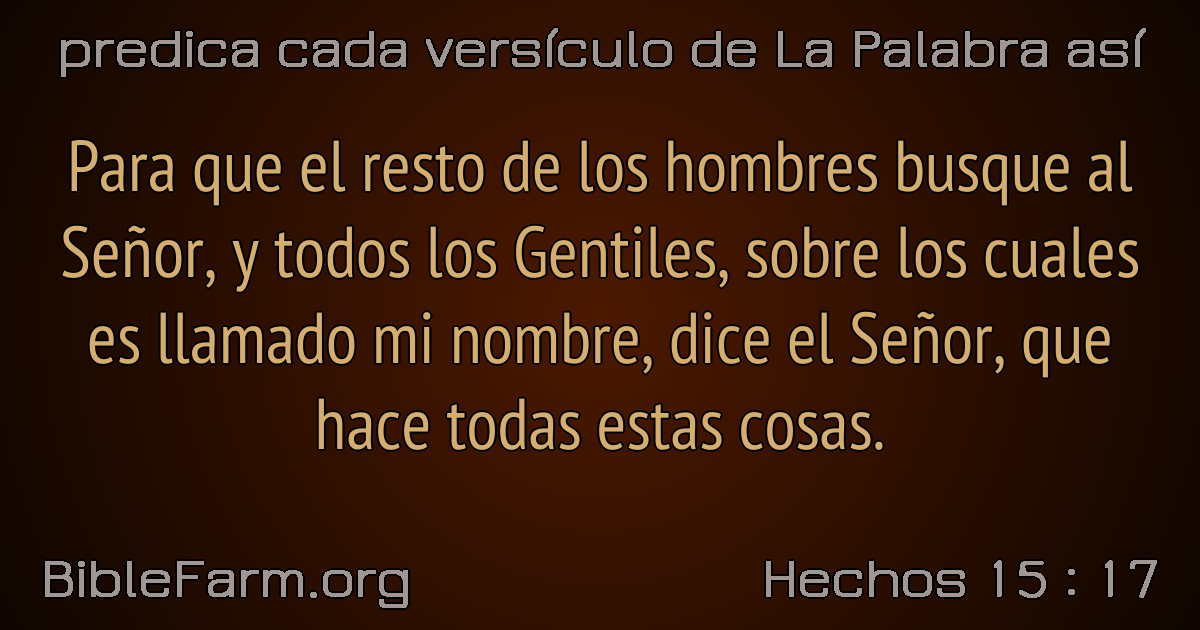 predica cada versículo de La Palabra así
Para que el resto de los hombres busque al
Señor, y todos los Gentiles, sobre los cuales
es llamado mi nombre, dice el Señor, que
hace todas estas cosas.
BibleFarm.org
Hechos 15 : 17